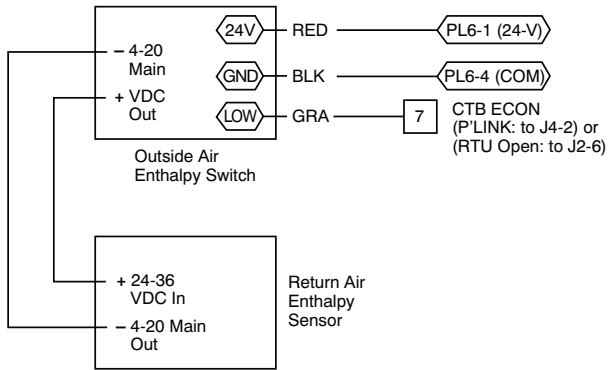 24V RED PL6-1 (24-V)
– 4-20
Main
GND BLK PL6-4 (COM)
+ VDC
Out
LOW GRA 7 CTB ECON
(P'LINK: to J4-2) or
(RTU Open: to J2-6)
Outside Air
Enthalpy Switch
+ 24-36
VDC In
– 4-20 Main
Out
Return Air
Enthalpy
Sensor